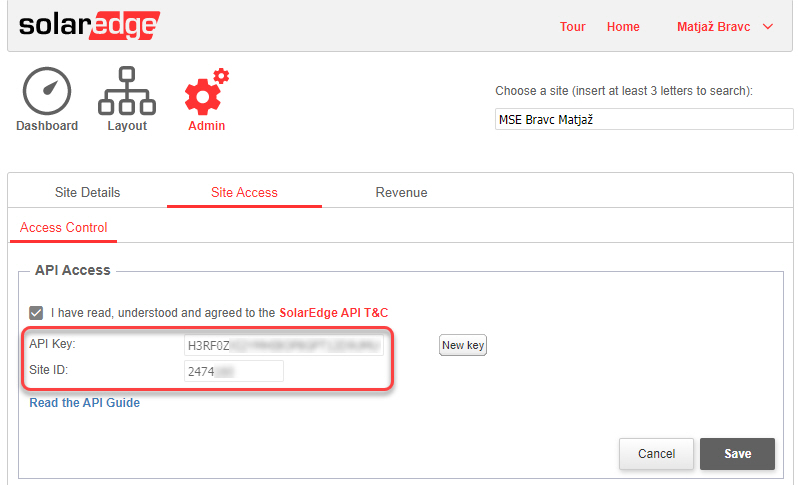 solaredge
Tour Home Matjaž Bravc
Dashboard Layout Admin
Choose a site (insert at least 3 letters to search):
MSE Bravc Matjaž
Site Details Site Access Revenue
Access Control
API Access
I have read, understood and agreed to the SolarEdge API T&C
API Key: H3RF0Z New key
Site ID: 2474
Read the API Guide
Cancel Save